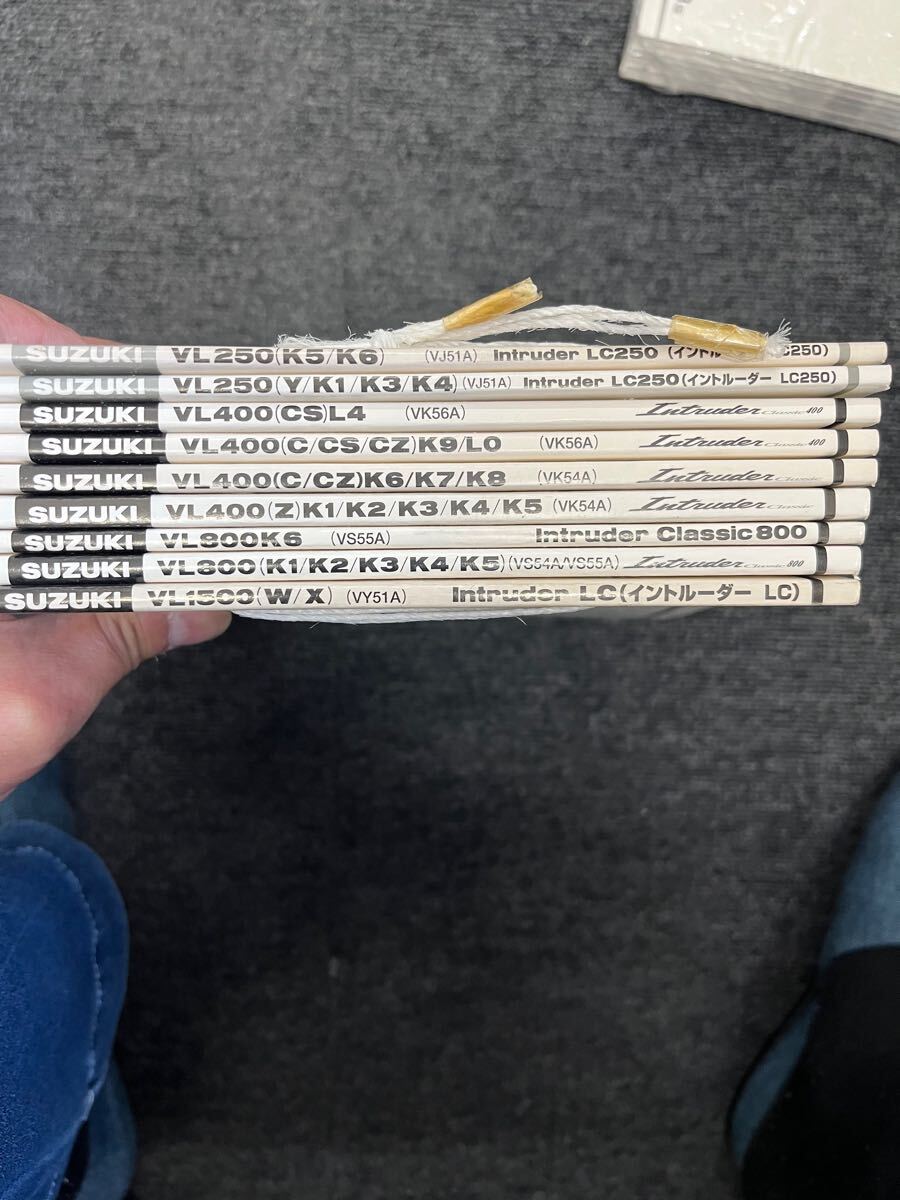 SUZUKI VL250(K5/K6) (VJ51A) Intruder LC250 (イントル C250)
SUZUKI VL250(Y/K1/K3/K4) (VJ51A) Intruder LC250(イントルーダー LC250)
SUZUKI VL400(CS)L4 (VK56A) Intruder Classic 400
SUZUKI VL400(C/CS/CZ)K9/L0 (VK56A) Intruder Classic 400
SUZUKI VL400(C/CZ)K6/K7/K8 (VK54A) Intruder Classic
SUZUKI VL400(Z)K1/K2/K3/K4/K5 (VK54A) Intruder Classic
SUZUKI VL800K6 (VS55A) Intruder Classic800
SUZUKI VL800(K1/K2/K3/K4/K5)(VS54A/VS55A) Intruder Classic 800
SUZUKI VL1500(W/X) (VY51A) Intruder LC(イントルーダー LC)